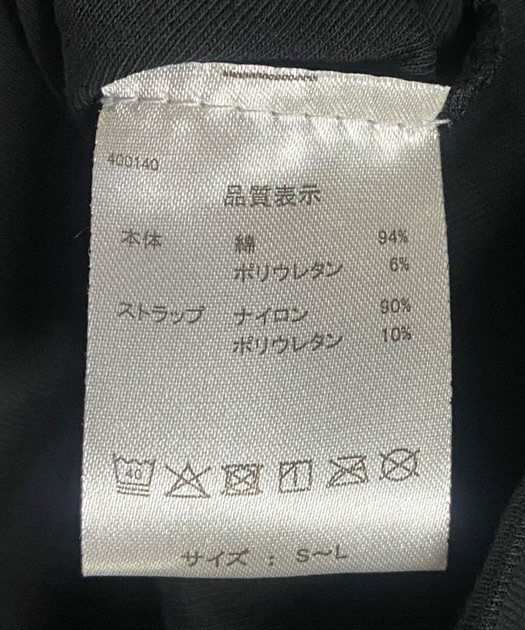 400140
品質表示
本体 綿 94%
ポリウレタン 6%
ストラップ ナイロン 90%
ポリウレタン 10%
40
サイズ : S~L